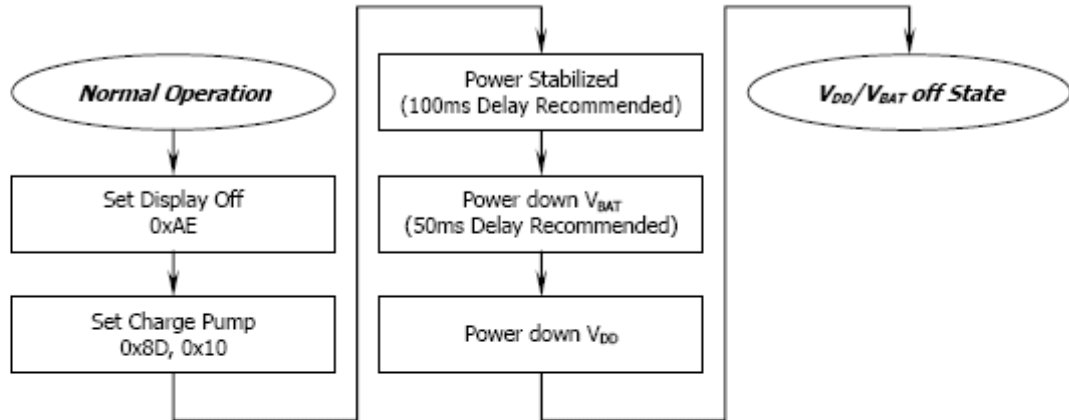 Normal Operation
Set Display Off
0xAE
Set Charge Pump
0x8D, 0x10
Power Stabilized
(100ms Delay Recommended)
Power down VBAT
(50ms Delay Recommended)
Power down VDD
VDD/VBAT off State